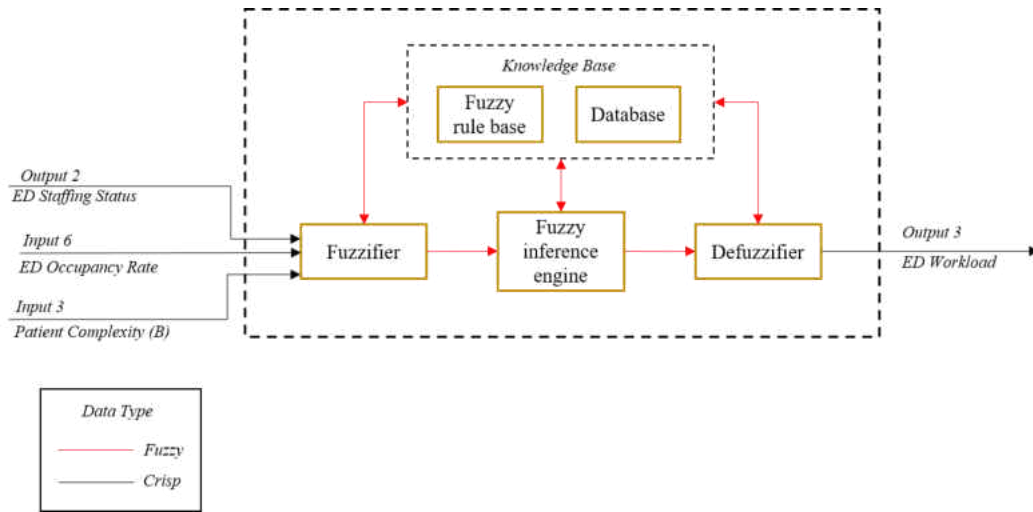 Knowledge Base
Fuzzy
rule base
Database
Output 2
ED Staffing Status
Input 6
ED Occupancy Rate
Input 3
Patient Complexity (B)
Fuzzifier
Fuzzy
inference
engine
Defuzzifier
Output 3
ED Workload
Data Type
Fuzzy
Crisp